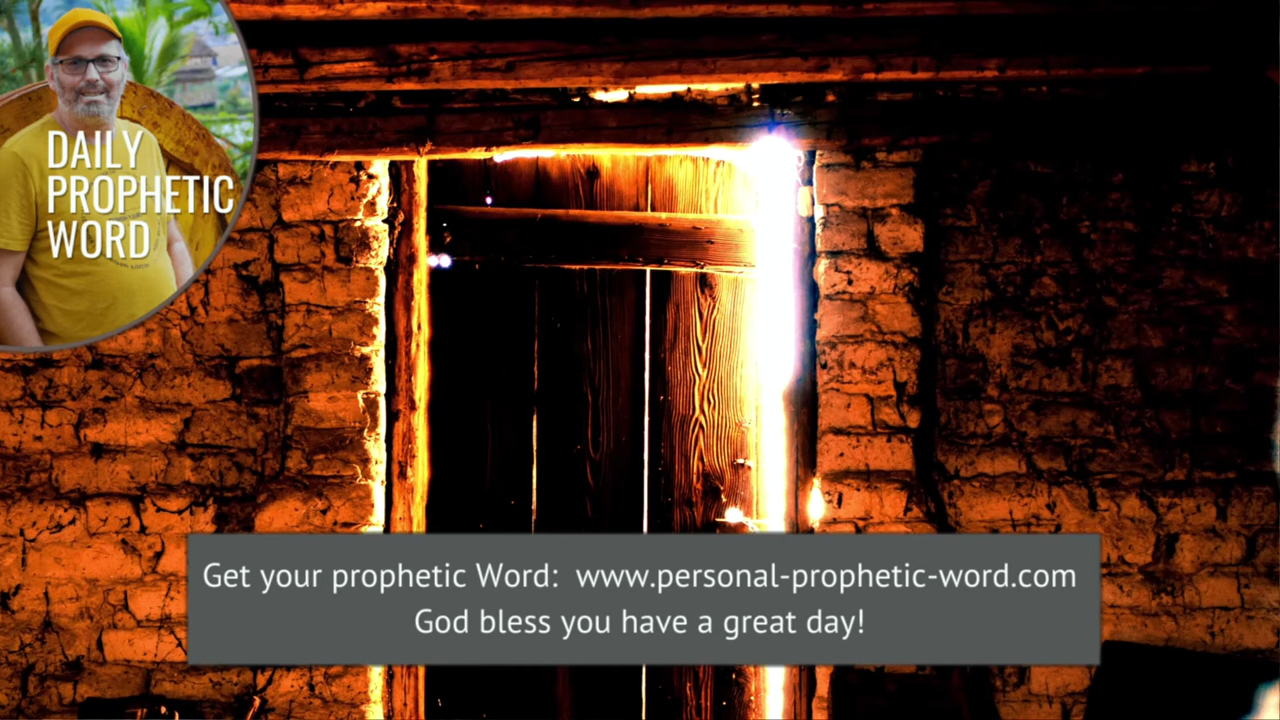 DAILY
PROPHETIC
WORD
Get your prophetic Word:  www.personal-prophetic-word.com
God bless you have a great day!